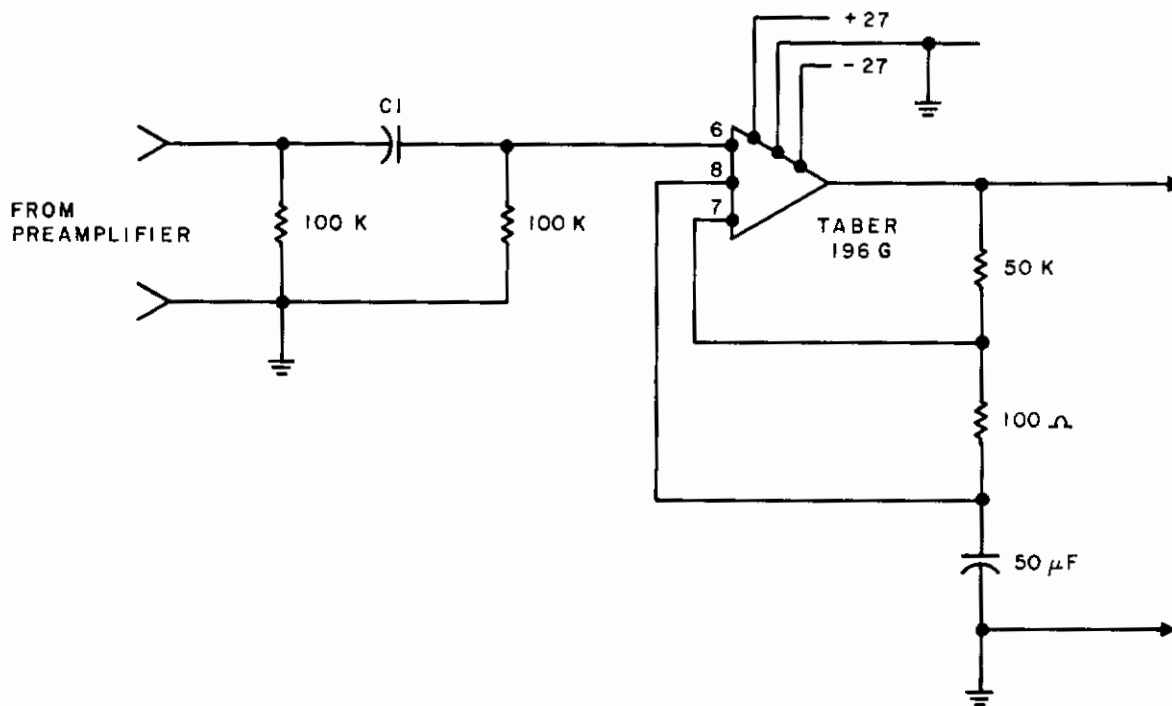 +27
-27
C1
6
8
7
FROM
PREAMPLIFIER
100 K
100 K
TABER
196 G
50 K
100 Ω
50 μF